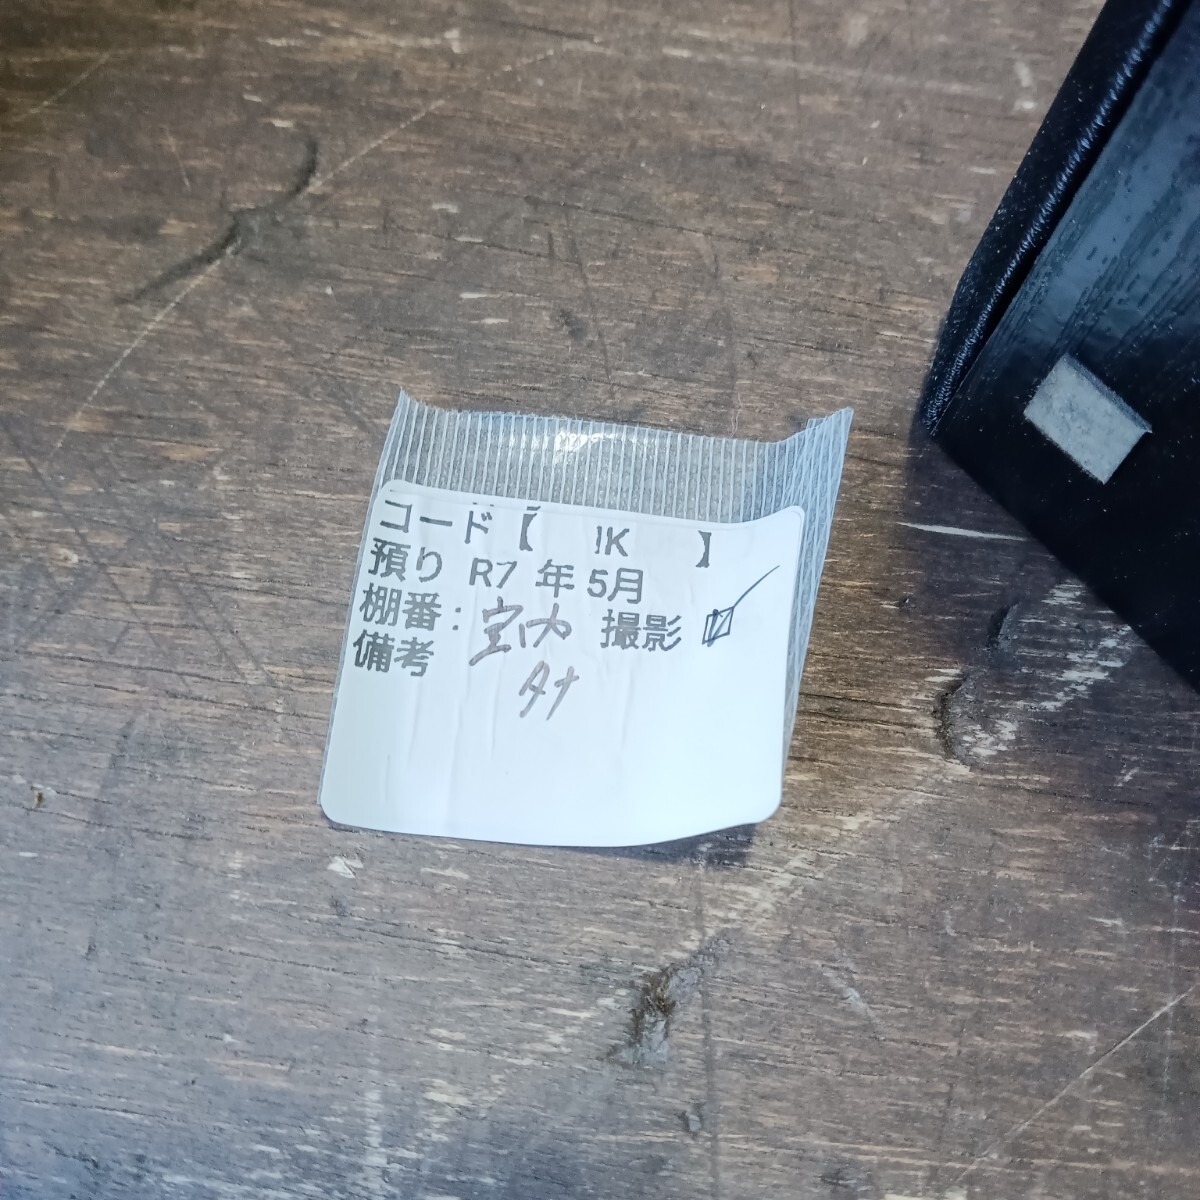 コード【 IK 】
預り R7 年 5月
棚番: 室内 撮影 ☑
備考 タナ